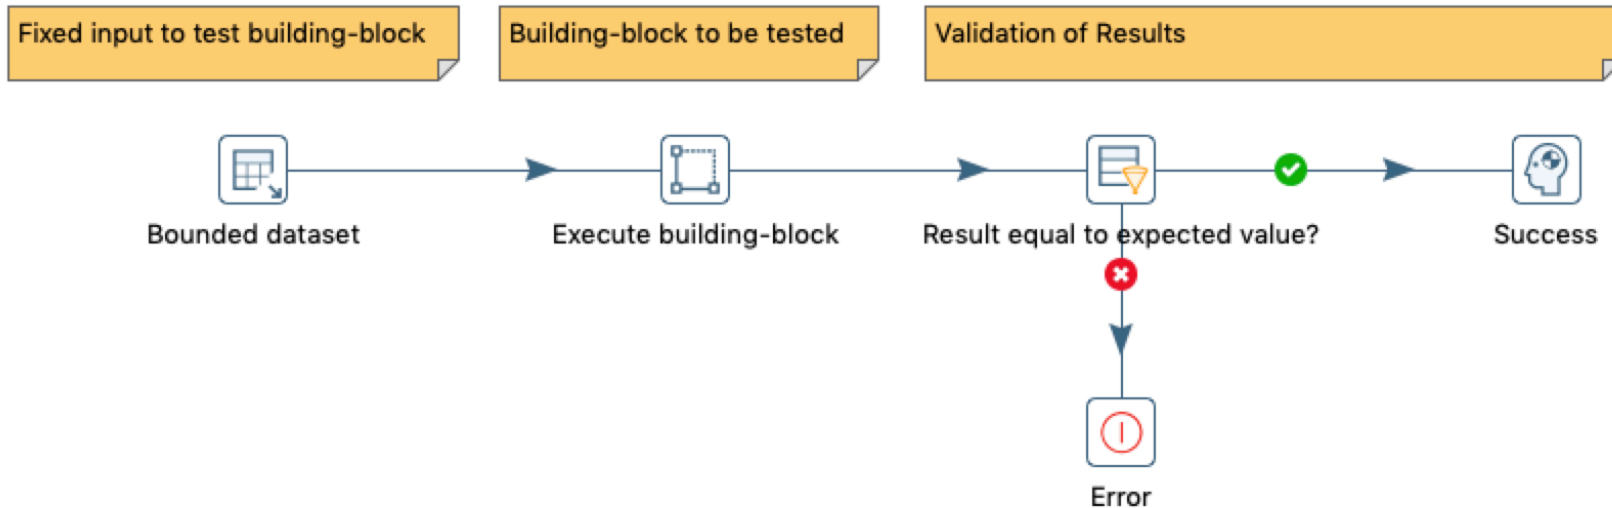 Fixed input to test building-block
Building-block to be tested
Validation of Results
Bounded dataset
Execute building-block
Result equal to expected value?
Success
Error